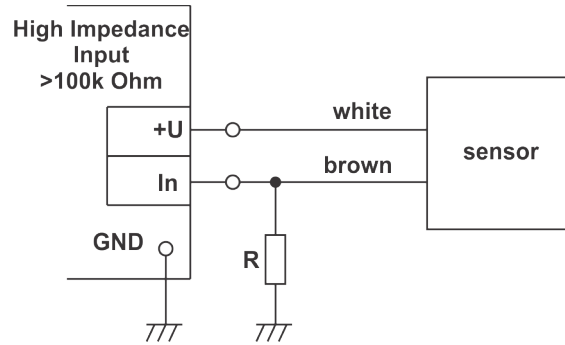 High Impedance
Input
>100k Ohm
+U
white
sensor
In
brown
GND
R